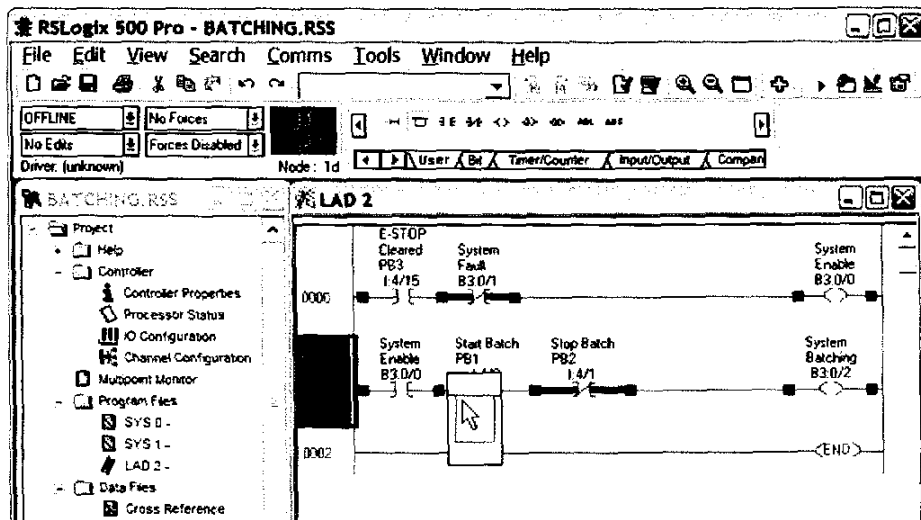 RSLogix 500 Pro - BATCHING.RSS
File Edit View Search Comms Tools Window Help
OFFLINE No Forces
No Edits Forces Disabled
Driver: (unknown) Node: 1d
User Bit Timer/Counter Input/Output Compan
BATCHING.RSS
Project
Help
Controller
Controller Properties
Processor Status
IO Configuration
Channel Configuration
Multipoint Monitor
Program Files
SYS 0 -
SYS 1 -
LAD 2 -
Data Files
Cross Reference
LAD 2
E-STOP
Cleared System System
PB3 Fault Enable
I:4/15 B3:0/1 B3:0/0
0000
System Start Batch Stop Batch System
Enable PB1 PB2 Batching
B3:0/0 I:4/1 B3:0/2
0002 END